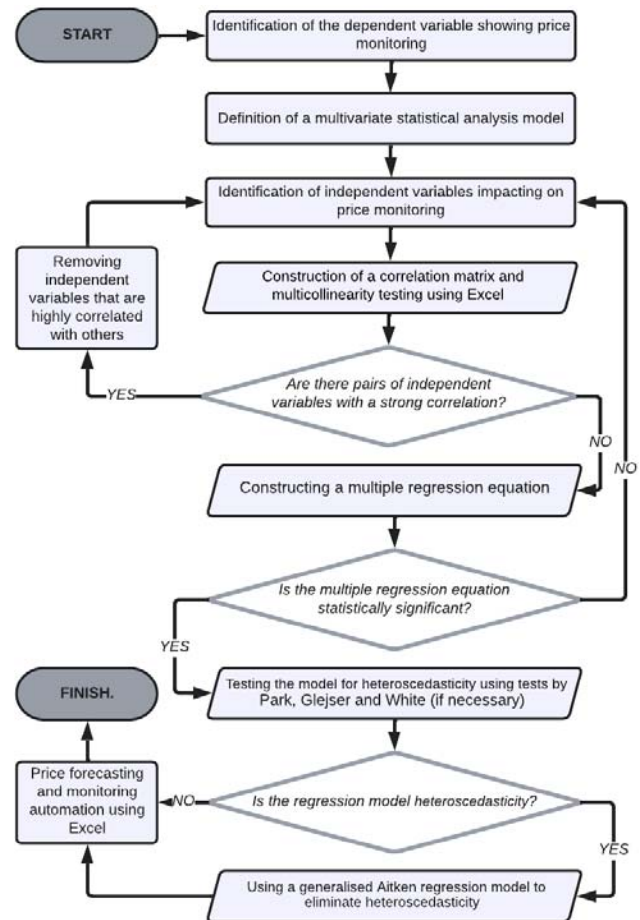 START
Identification of the dependent variable showing price
monitoring
Definition of a multivariate statistical analysis model
Identification of independent variables impacting on
price monitoring
Removing
independent
variables that are
highly correlated
with others
Construction of a correlation matrix and
multicollinearity testing using Excel
Are there pairs of independent
variables with a strong correlation?
YES
NO
NO
Constructing a multiple regression equation
Is the multiple regression equation
statistically significant?
YES
Testing the model for heteroscedasticity using tests by
Park, Glejser and White (if necessary)
FINISH.
Price forecasting
and monitoring
automation using
Excel
NO
Is the regression model heteroscedasticity?
YES
Using a generalised Aitken regression model to
eliminate heteroscedasticity